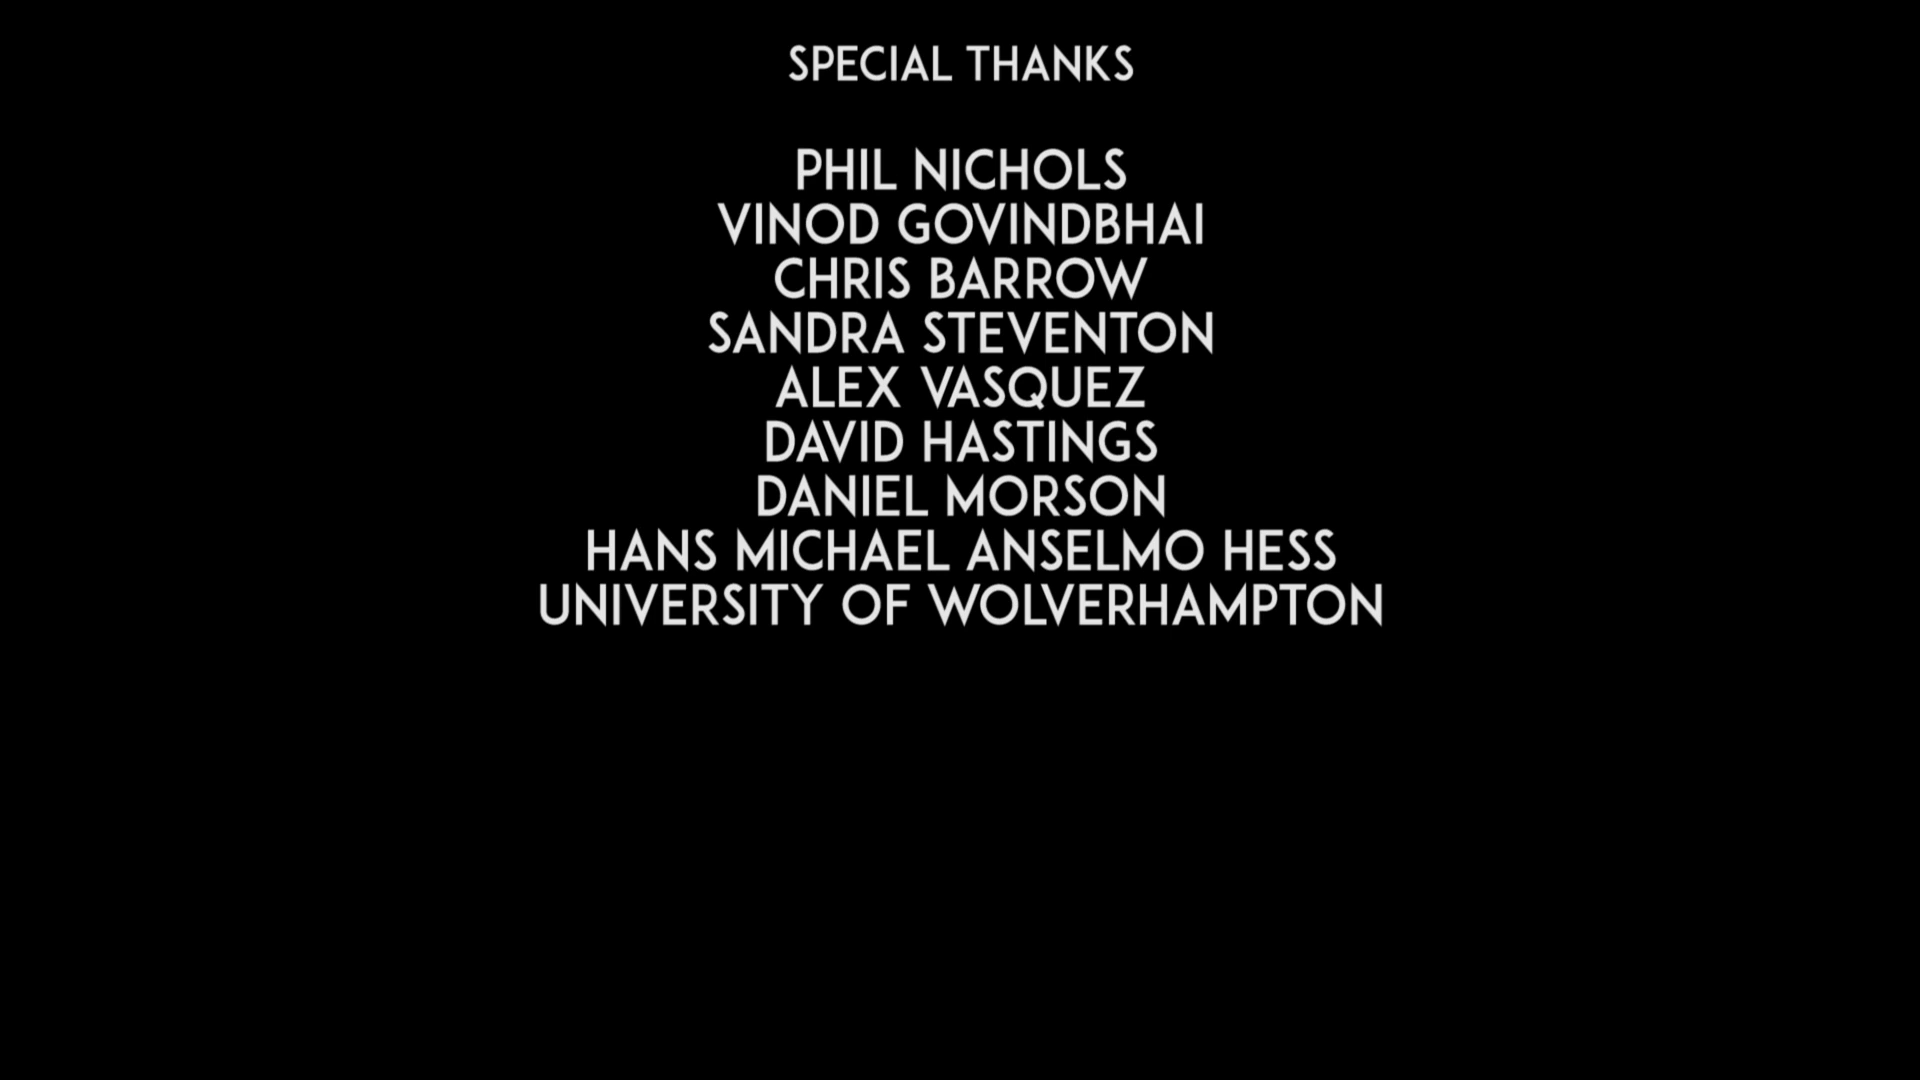 SPECIAL THANKS
PHIL NICHOLS
VINOD GOVINDBHAI
CHRIS BARROW
SANDRA STEVENTON
ALEX VASQUEZ
DAVID HASTINGS
DANIEL MORSON
HANS MICHAEL ANSELMO HESS
UNIVERSITY OF WOLVERHAMPTON